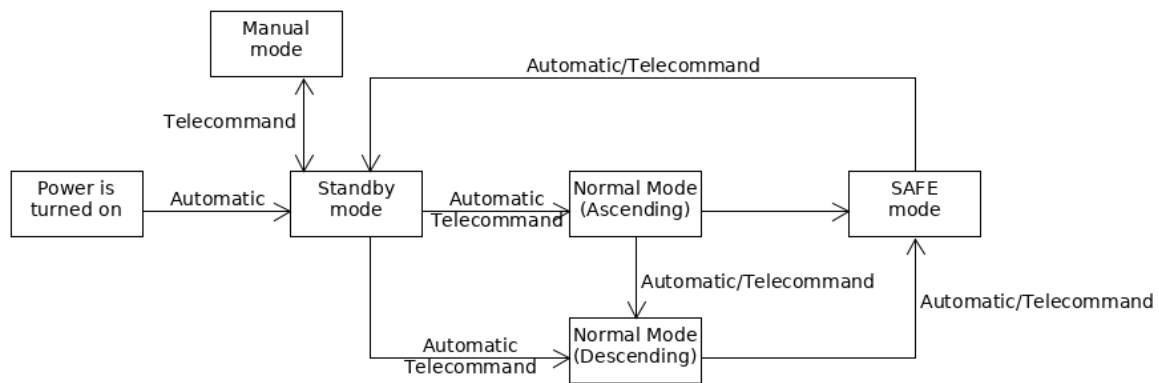 Manual
mode
Automatic/Telecommand
Telecommand
Power is
turned on
Automatic
Standby
mode
Automatic
Telecommand
Normal Mode
(Ascending)
SAFE
mode
Automatic/Telecommand
Automatic/Telecommand
Automatic
Telecommand
Normal Mode
(Descending)